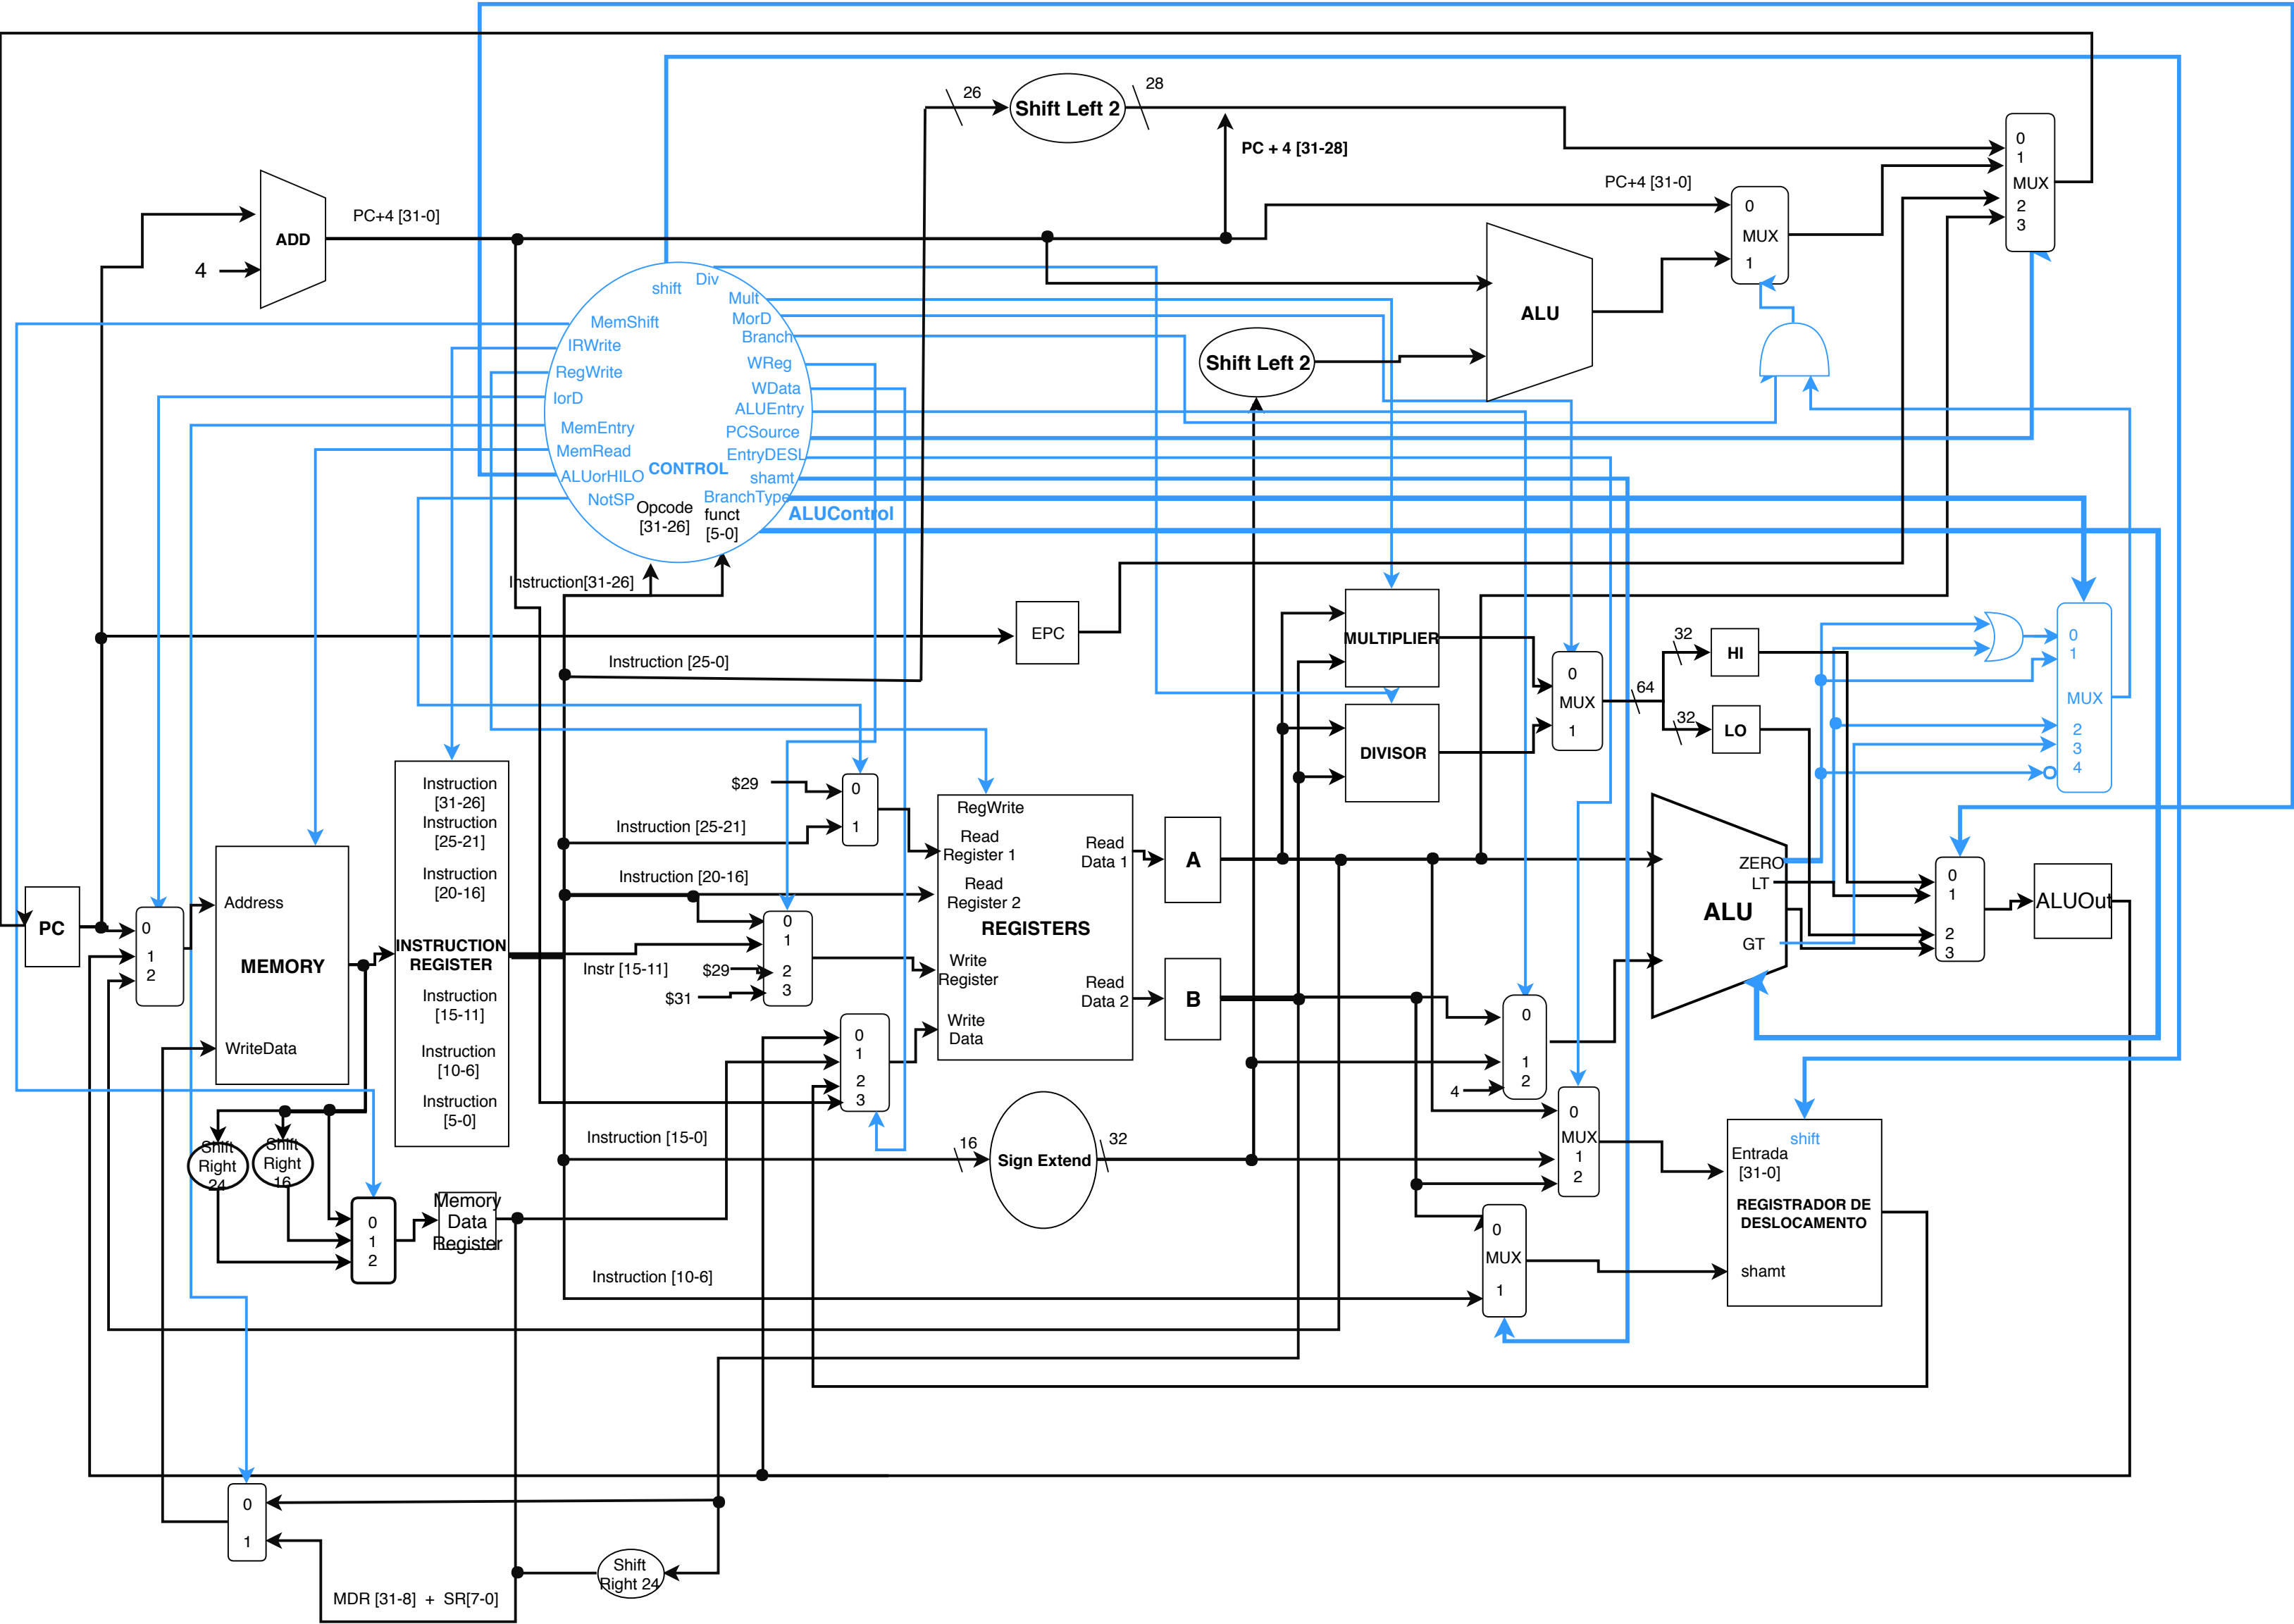 26
Shift Left 2
28
PC + 4 [31-28]
0
1
MUX
2
3
PC+4 [31-0]
0
MUX
1
PC+4 [31-0]
ADD
4
ALU
Shift Left 2
shift
Div
Mult
MorD
Branch
WReg
WData
ALUEntry
PCSource
EntryDESL
shamt
BranchType
ALUControl
MemShift
IRWrite
RegWrite
IorD
MemEntry
MemRead
ALUorHILO
NotSP
CONTROL
Opcode
[31-26]
funct
[5-0]
Instruction[31-26]
EPC
Instruction [25-0]
MULTIPLIER
DIVISOR
0
MUX
1
64
32
HI
32
LO
0
1
MUX
2
3
4
$29
0
1
Instruction [25-21]
Instruction [20-16]
0
1
2
3
Instr [15-11]
$29
$31
Instruction
[31-26]
Instruction
[25-21]
Instruction
[20-16]
INSTRUCTION
REGISTER
Instruction
[15-11]
Instruction
[10-6]
Instruction
[5-0]
PC
0
1
2
Address
MEMORY
WriteData
RegWrite
Read
Register 1
Read
Register 2
REGISTERS
Write
Register
Write
Data
Read
Data 1
Read
Data 2
A
B
0
1
2
3
ZERO
LT
ALU
GT
0
1
2
3
ALUOut
0
1
2
4
0
MUX
1
2
0
MUX
1
shift
Entrada
[31-0]
REGISTRADOR DE
DESLOCAMENTO
shamt
Instruction [15-0]
16
Sign Extend
32
Instruction [10-6]
Shift
Right
24
Shift
Right
16
0
1
2
Memory
Data
Register
0
1
Shift
Right 24
MDR [31-8] + SR[7-0]